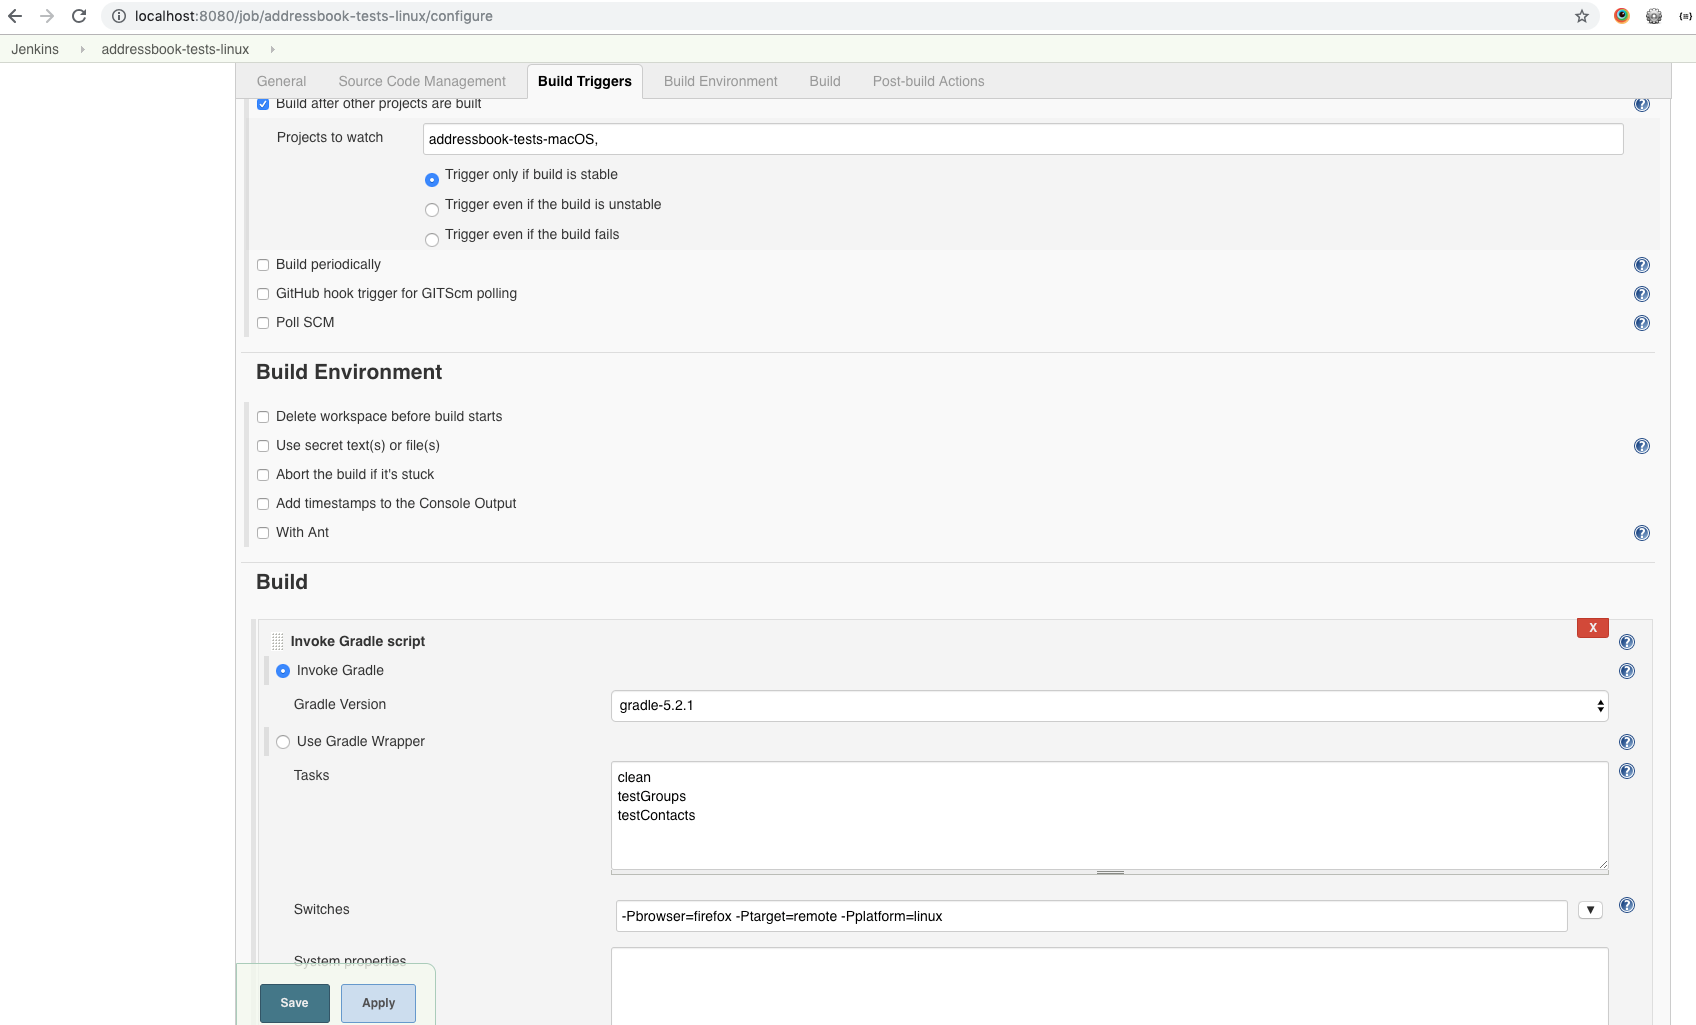 localhost:8080/job/addressbook-tests-linux/configure
Jenkins addressbook-tests-linux
General Source Code Management Build Triggers Build Environment Build Post-build Actions
Build after other projects are built
Projects to watch addressbook-tests-macOS,
Trigger only if build is stable
Trigger even if the build is unstable
Trigger even if the build fails
Build periodically
GitHub hook trigger for GITScm polling
Poll SCM
Build Environment
Delete workspace before build starts
Use secret text(s) or file(s)
Abort the build if it's stuck
Add timestamps to the Console Output
With Ant
Build
X
Invoke Gradle script
Invoke Gradle
Gradle Version gradle-5.2.1
Use Gradle Wrapper
Tasks clean
testGroups
testContacts
Switches -Pbrowser=firefox -Ptarget=remote -Pplatform=linux
System properties
Save Apply